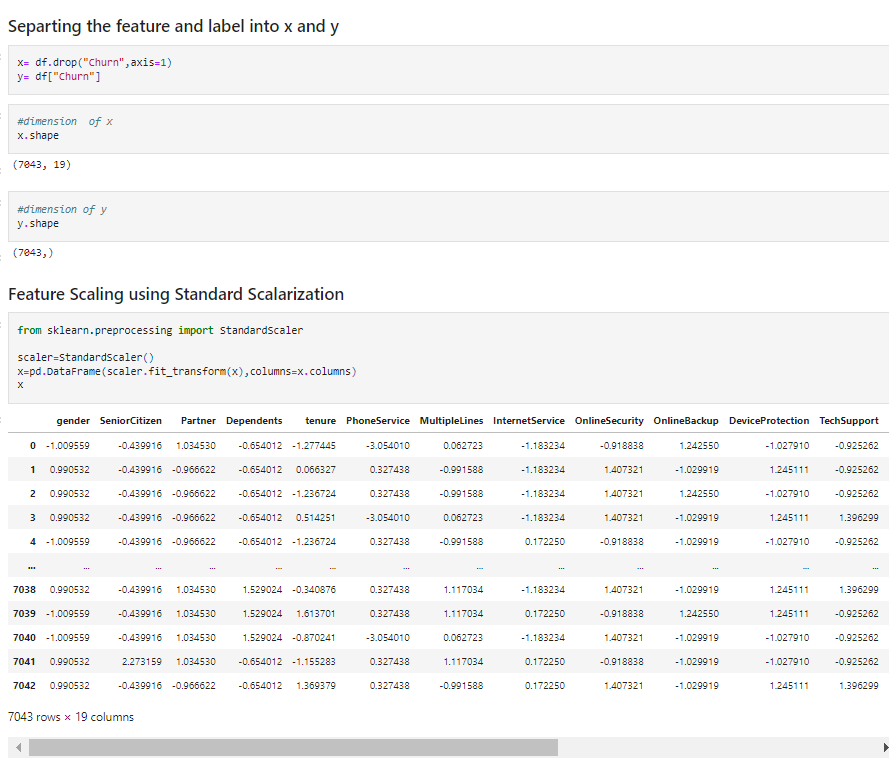 Separting the feature and label into x and y
x= df.drop("Churn",axis=1)
y= df["Churn"]
#dimension  of x
x.shape
(7043, 19)
#dimension of y
y.shape
(7043,)
Feature Scaling using Standard Scalarization
from sklearn.preprocessing import StandardScaler
scaler=StandardScaler()
x=pd.DataFrame(scaler.fit_transform(x),columns=x.columns)
x
gender SeniorCitizen Partner Dependents tenure PhoneService MultipleLines InternetService OnlineSecurity OnlineBackup DeviceProtection TechSupport
0 -1.009559 -0.439916 1.034530 -0.654012 -1.277445 -3.054010 0.062723 -1.183234 -0.918838 1.242550 -1.027910 -0.925262
1 0.990532 -0.439916 -0.966622 -0.654012 0.066327 0.327438 -0.991588 -1.183234 1.407321 -1.029919 1.245111 -0.925262
2 0.990532 -0.439916 -0.966622 -0.654012 -1.236724 0.327438 -0.991588 -1.183234 1.407321 1.242550 -1.027910 -0.925262
3 0.990532 -0.439916 -0.966622 -0.654012 0.514251 -3.054010 0.062723 -1.183234 1.407321 -1.029919 1.245111 1.396299
4 -1.009559 -0.439916 -0.966622 -0.654012 -1.236724 0.327438 -0.991588 0.172250 -0.918838 -1.029919 -1.027910 -0.925262
... ... ... ... ... ... ... ... ... ... ... ... ...
7038 0.990532 -0.439916 1.034530 1.529024 -0.340876 0.327438 1.117034 -1.183234 1.407321 -1.029919 1.245111 1.396299
7039 -1.009559 -0.439916 1.034530 1.529024 1.613701 0.327438 1.117034 0.172250 -0.918838 1.242550 1.245111 -0.925262
7040 -1.009559 -0.439916 1.034530 1.529024 -0.870241 -3.054010 0.062723 -1.183234 1.407321 -1.029919 -1.027910 -0.925262
7041 0.990532 2.273159 1.034530 -0.654012 -1.155283 0.327438 1.117034 0.172250 -0.918838 -1.029919 -1.027910 -0.925262
7042 0.990532 -0.439916 -0.966622 -0.654012 1.369379 0.327438 -0.991588 0.172250 1.407321 -1.029919 1.245111 1.396299
7043 rows × 19 columns